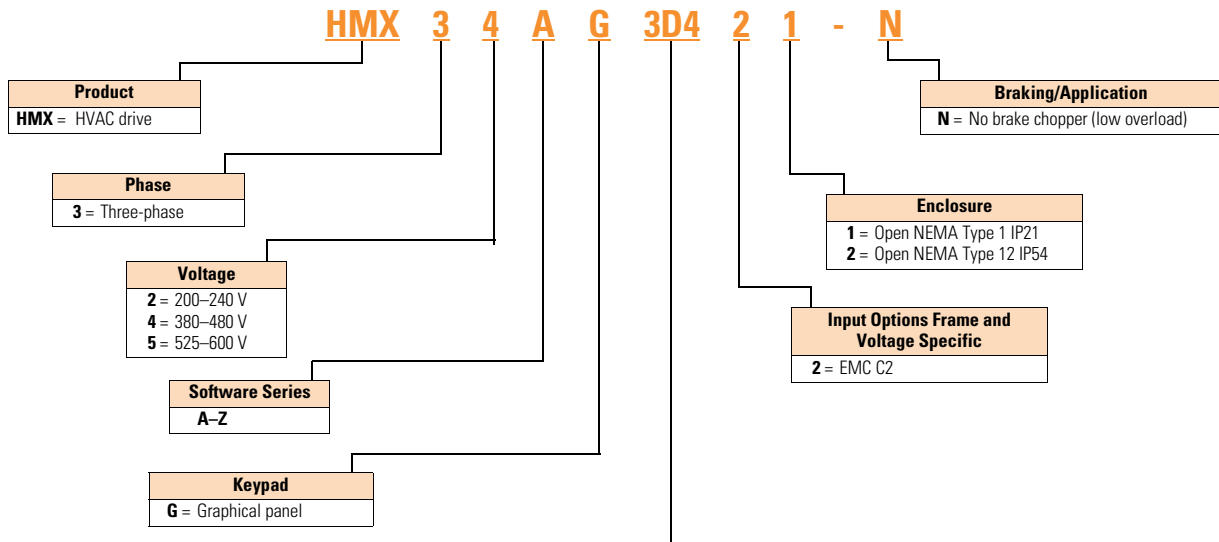 HMX 3 4 A G 3D4 2 1 - N
Product
HMX = HVAC drive
Braking/Application
N = No brake chopper (low overload)
Phase
3 = Three-phase
Enclosure
1 = Open NEMA Type 1 IP21
2 = Open NEMA Type 12 IP54
Voltage
2 = 200–240 V
4 = 380–480 V
5 = 525–600 V
Input Options Frame and
Voltage Specific
2 = EMC C2
Software Series
A–Z
Keypad
G = Graphical panel